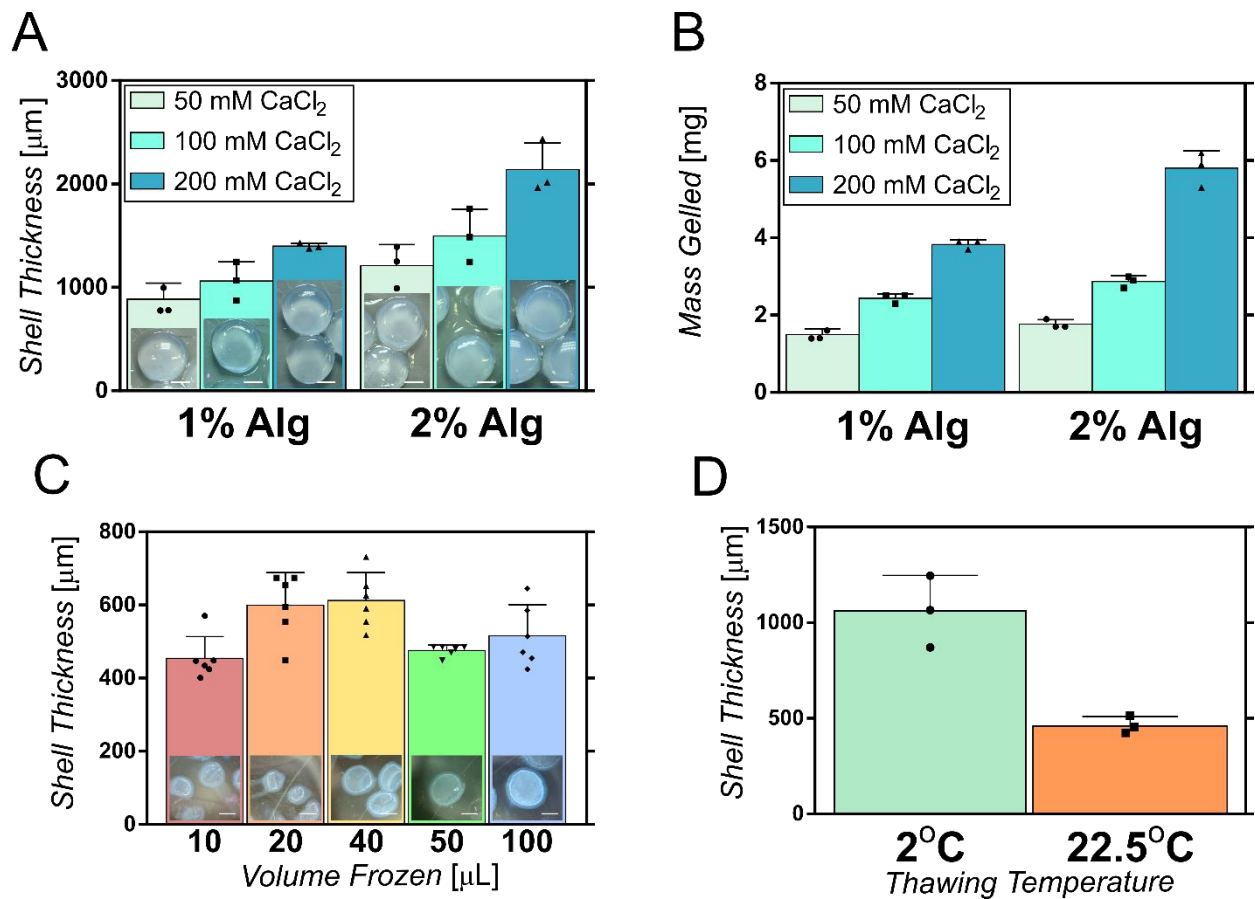 A
Shell Thickness [μm]
3000
2000
1000
0
50 mM CaCl₂
100 mM CaCl₂
200 mM CaCl₂
1% Alg
2% Alg
B
Mass Gelled [mg]
8
6
4
2
0
50 mM CaCl₂
100 mM CaCl₂
200 mM CaCl₂
1% Alg
2% Alg
C
Shell Thickness [μm]
800
600
400
200
0
10 20 40 50 100
Volume Frozen [μL]
D
Shell Thickness [μm]
1500
1000
500
0
2°C 22.5°C
Thawing Temperature